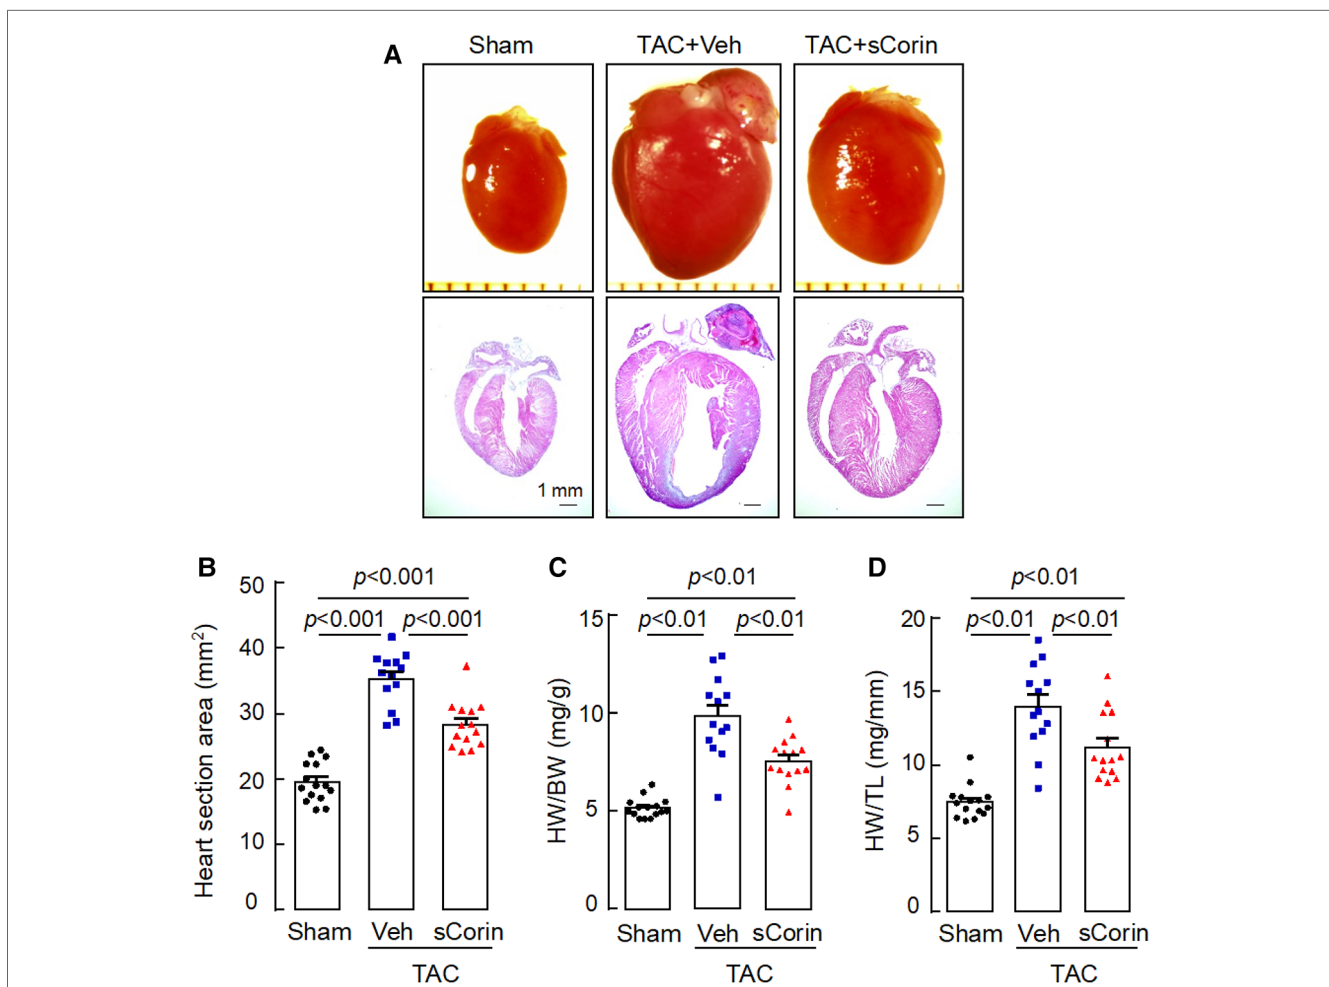 A
Sham
TAC+Veh
TAC+sCorin
1 mm
B
Heart section area (mm²)
50
40
30
20
10
0
p<0.001
p<0.001
p<0.001
Sham
Veh
sCorin
TAC
C
HW/BW (mg/g)
15
10
5
0
p<0.01
p<0.01
p<0.01
Sham
Veh
sCorin
TAC
D
HW/TL (mg/mm)
20
15
10
5
0
p<0.01
p<0.01
p<0.01
Sham
Veh
sCorin
TAC